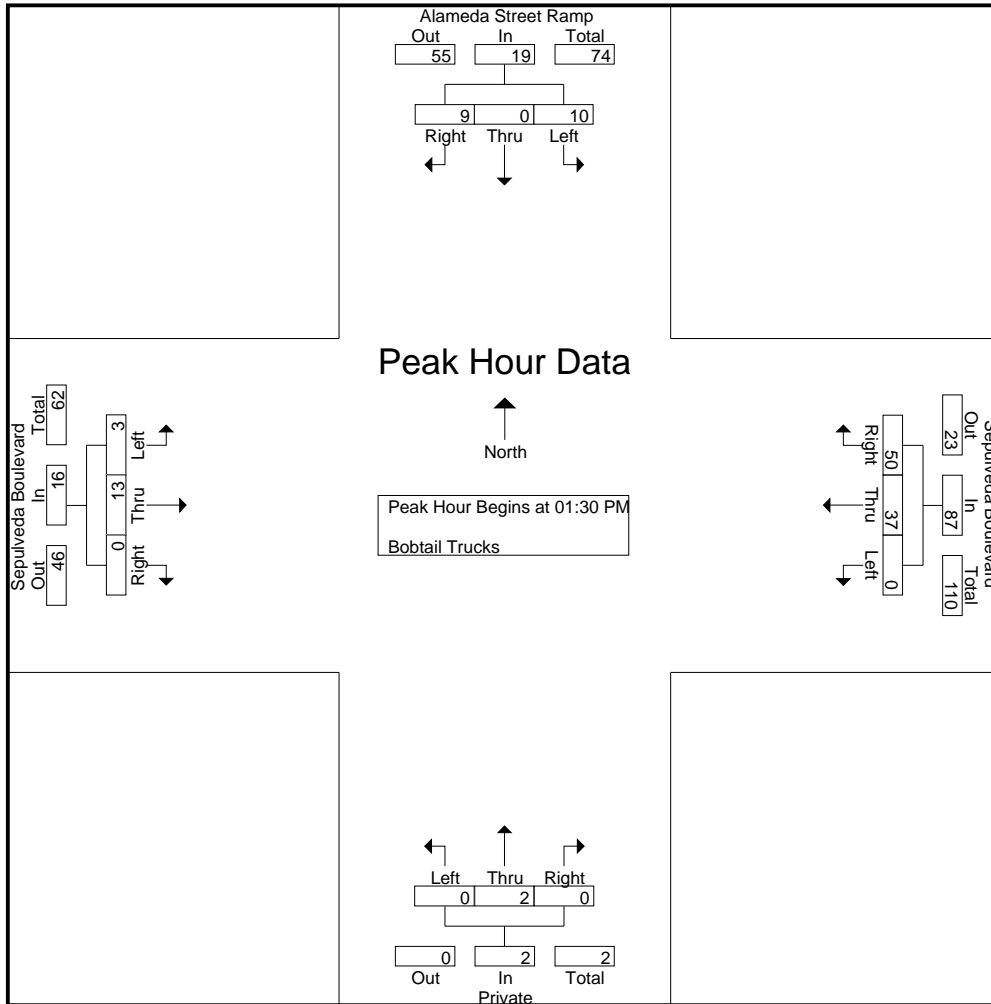 Alameda Street Ramp
Out In Total
55 19 74
9 0 10
Right Thru Left
Peak Hour Data
North
Peak Hour Begins at 01:30 PM
Bobtail Trucks
Sepulveda Boulevard
Total In Out
62 16 46
3 13 0
Left Thru Right
Sepulveda Boulevard
Out In Total
23 87 110
50 37 0
Right Thru Left
Left Thru Right
0 2 0
0 2 2
Out In Total
Private